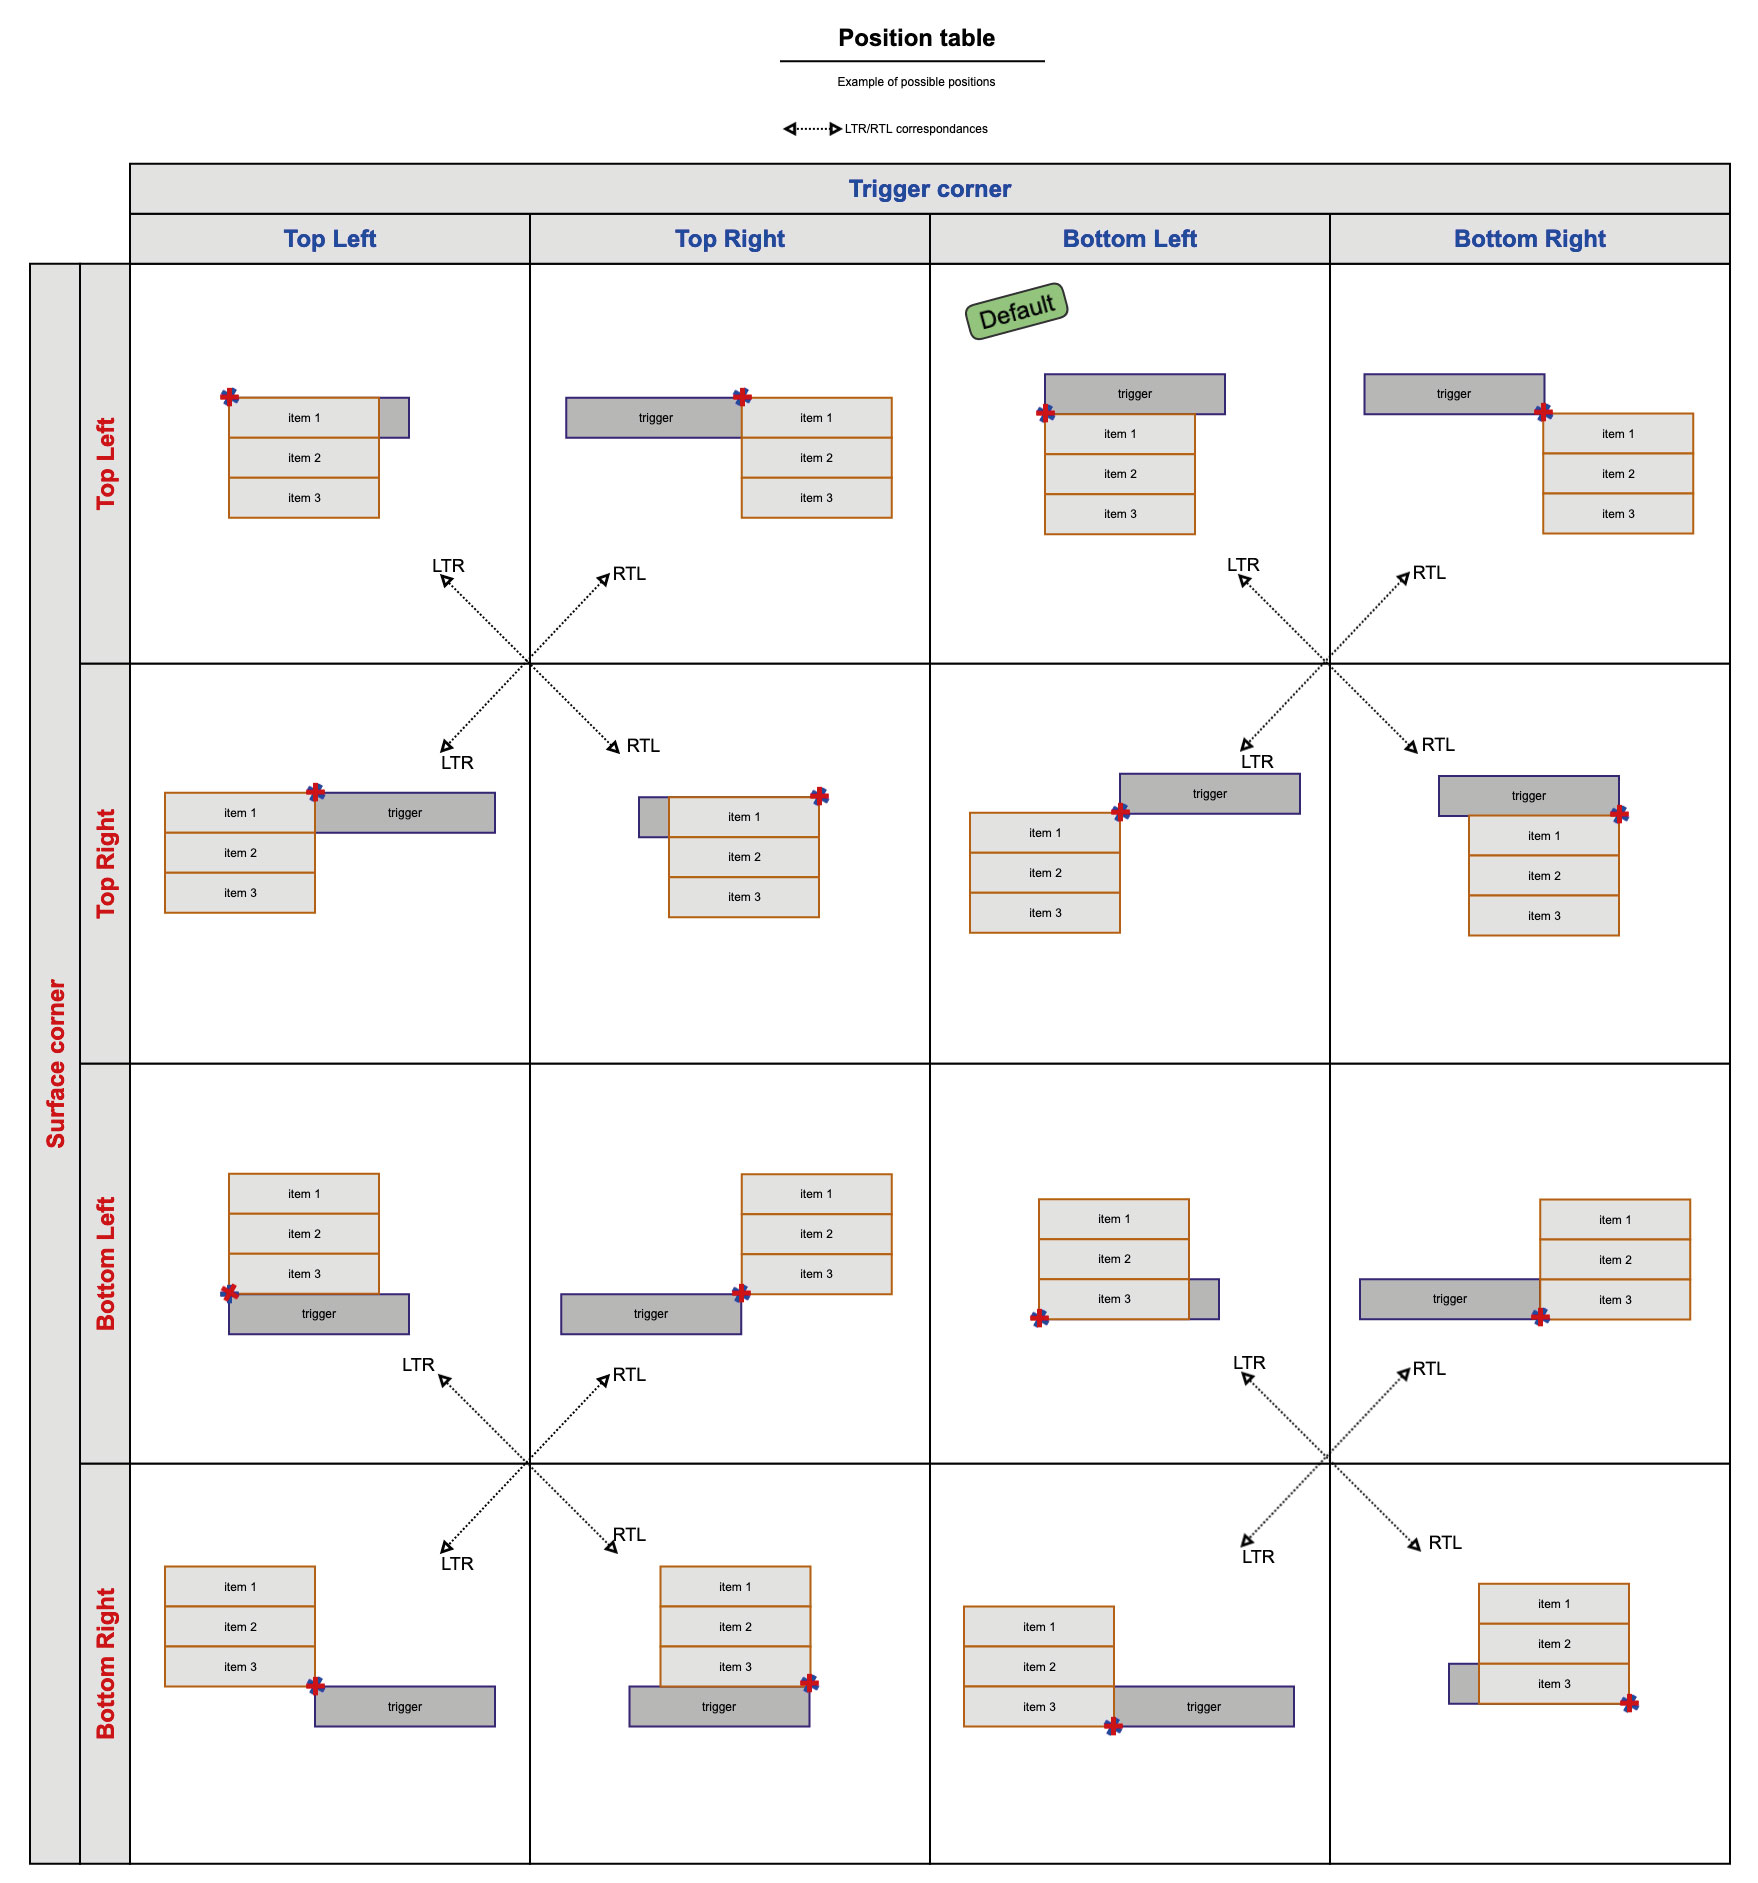 Position table
Example of possible positions
LTR/RTL correspondances
Trigger corner
Top Left
Top Right
Bottom Left
Bottom Right
Surface corner
Top Left
item 1
item 2
item 3
LTR
trigger
item 1
item 2
item 3
RTL
Default
trigger
item 1
item 2
item 3
LTR
trigger
item 1
item 2
item 3
RTL
Top Right
LTR
item 1
trigger
item 2
item 3
RTL
item 1
item 2
item 3
LTR
trigger
item 1
item 2
item 3
RTL
trigger
item 1
item 2
item 3
Bottom Left
item 1
item 2
item 3
trigger
LTR
item 1
item 2
item 3
trigger
RTL
item 1
item 2
item 3
LTR
item 1
item 2
trigger
item 3
RTL
Bottom Right
LTR
item 1
item 2
item 3
trigger
RTL
item 1
item 2
item 3
trigger
LTR
item 1
item 2
item 3
trigger
RTL
item 1
item 2
item 3